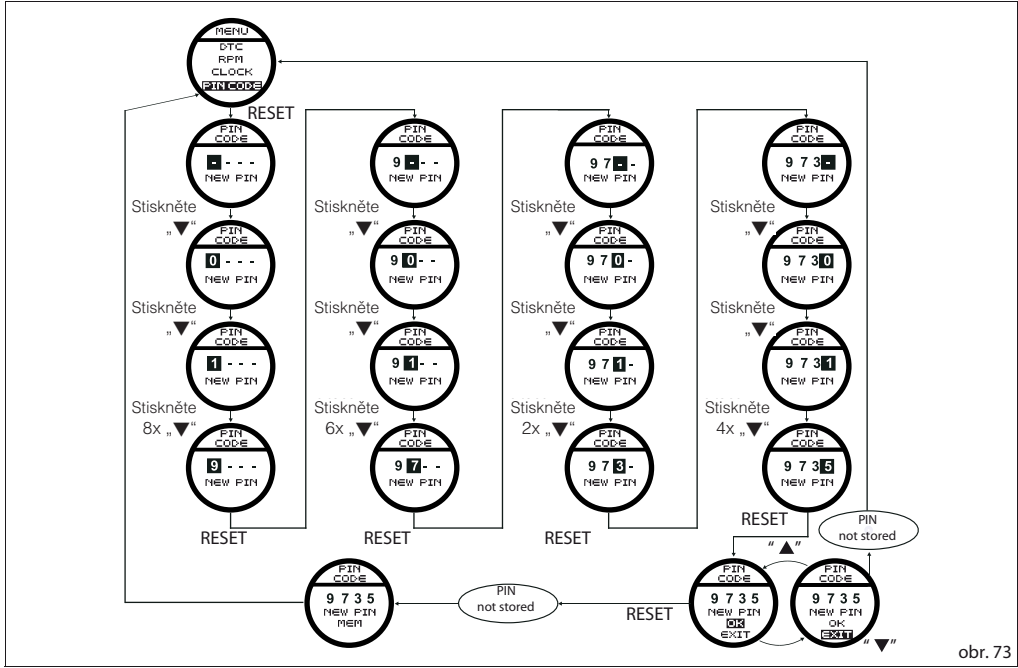 MENU
DTC
RPM
CLOCK
PIN CODE
RESET
PIN
CODE
- - - -
NEW PIN
Stiskněte
„▼“
PIN
CODE
0 - - -
NEW PIN
Stiskněte
„▼“
PIN
CODE
1 - - -
NEW PIN
Stiskněte
8x „▼“
PIN
CODE
9 - - -
NEW PIN
RESET
PIN
CODE
9 - - -
NEW PIN
Stiskněte
„▼“
PIN
CODE
9 0 - -
NEW PIN
Stiskněte
„▼“
PIN
CODE
9 1 - -
NEW PIN
Stiskněte
6x „▼“
PIN
CODE
9 7 - -
NEW PIN
RESET
PIN
CODE
9 7 - -
NEW PIN
Stiskněte
„▼“
PIN
CODE
9 7 0 -
NEW PIN
Stiskněte
„▼“
PIN
CODE
9 7 1 -
NEW PIN
Stiskněte
2x „▼“
PIN
CODE
9 7 3 -
NEW PIN
RESET
PIN
CODE
9 7 3 -
NEW PIN
Stiskněte
„▼“
PIN
CODE
9 7 3 0
NEW PIN
Stiskněte
„▼“
PIN
CODE
9 7 3 1
NEW PIN
Stiskněte
4x „▼“
PIN
CODE
9 7 3 5
NEW PIN
RESET
PIN
not stored
“ ▲”
PIN
CODE
9 7 3 5
NEW PIN
OK
EXIT
PIN
CODE
9 7 3 5
NEW PIN
OK
EXIT
“ ▼”
RESET
PIN
not stored
PIN
CODE
9 7 3 5
NEW PIN
MEM
obr. 73